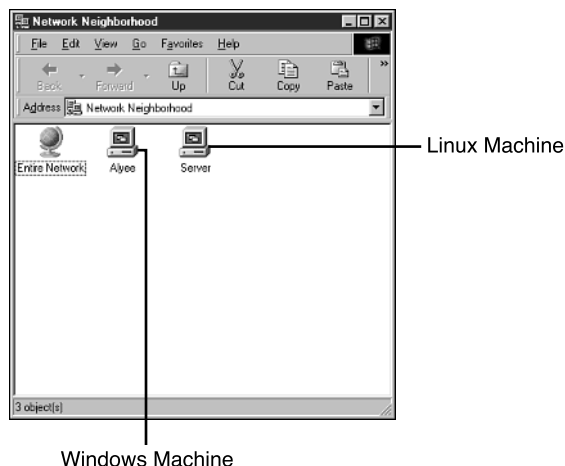 Network Neighborhood
File Edit View Go Favorites Help
Back Forward Up Cut Copy Paste »
Address Network Neighborhood
Entire Network Alyee Server
Linux Machine
3 object(s)
Windows Machine